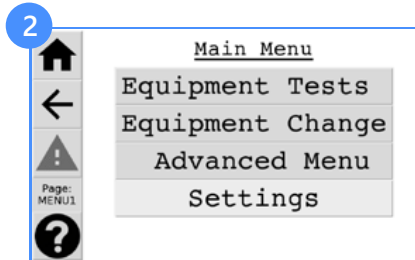 2
Main Menu
Equipment Tests
Equipment Change
Advanced Menu
Page:
MENU1
Settings
?